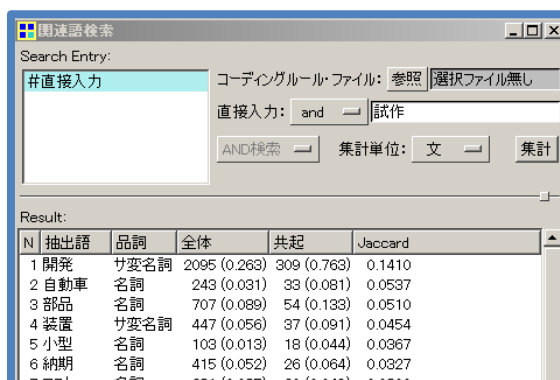 関連語検索
Search Entry:
#直接入力
コーディングルール・ファイル: 参照 選択ファイル無し
直接入力: and 試作
AND検索 集計単位: 文 集計
Result:
N 抽出語 品詞 全体 共起 Jaccard
1 開発 サ変名詞 2095 (0.263) 309 (0.763) 0.1410
2 自動車 名詞 243 (0.031) 33 (0.081) 0.0537
3 部品 名詞 707 (0.089) 54 (0.133) 0.0510
4 装置 サ変名詞 447 (0.056) 37 (0.091) 0.0454
5 小型 名詞 103 (0.013) 18 (0.044) 0.0367
6 納期 名詞 415 (0.052) 26 (0.064) 0.0327